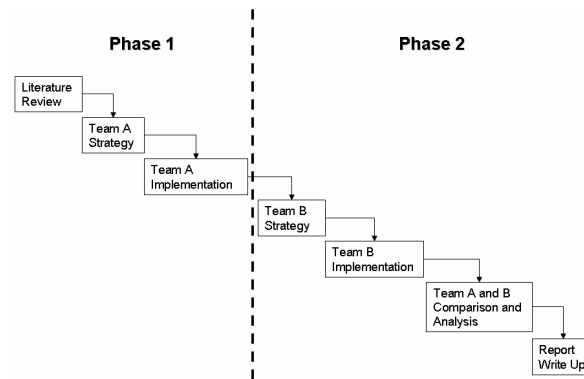 Phase 1
Phase 2
Literature
Review
Team A
Strategy
Team A
Implementation
Team B
Strategy
Team B
Implementation
Team A and B
Comparison and
Analysis
Report
Write Up